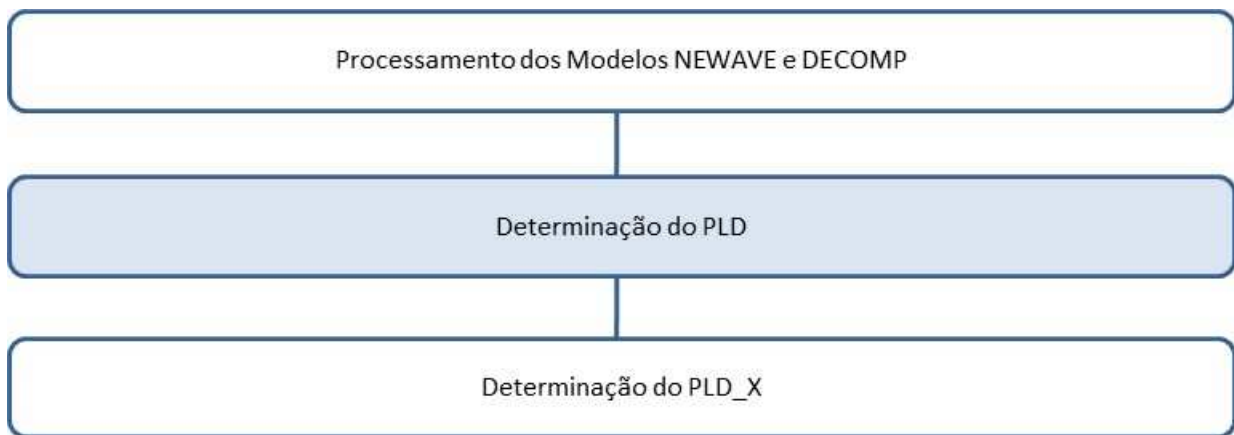 Processamento dos Modelos NEWAVE e DECOMP
Determinação do PLD
Determinação do PLD_X